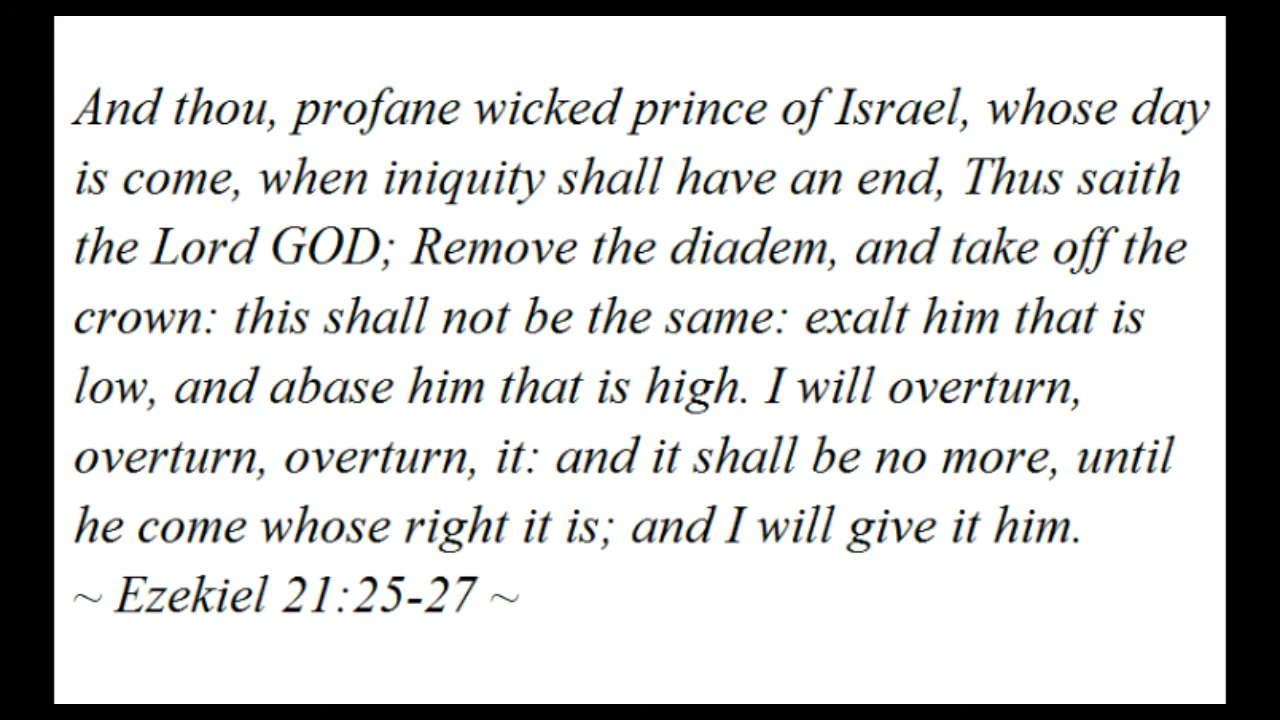 And thou, profane wicked prince of Israel, whose day
is come, when iniquity shall have an end, Thus saith
the Lord GOD; Remove the diadem, and take off the
crown: this shall not be the same: exalt him that is
low, and abase him that is high. I will overturn,
overturn, overturn, it: and it shall be no more, until
he come whose right it is; and I will give it him.
~ Ezekiel 21:25-27 ~